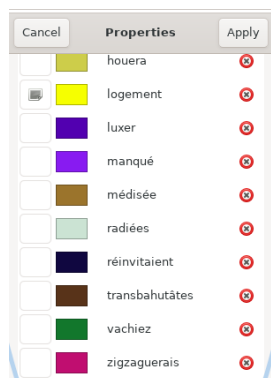 Cancel Properties Apply
houera
logement
luxer
manqué
médisée
radiées
réinvitaient
transbahutâtes
vachiez
zigzaguerais